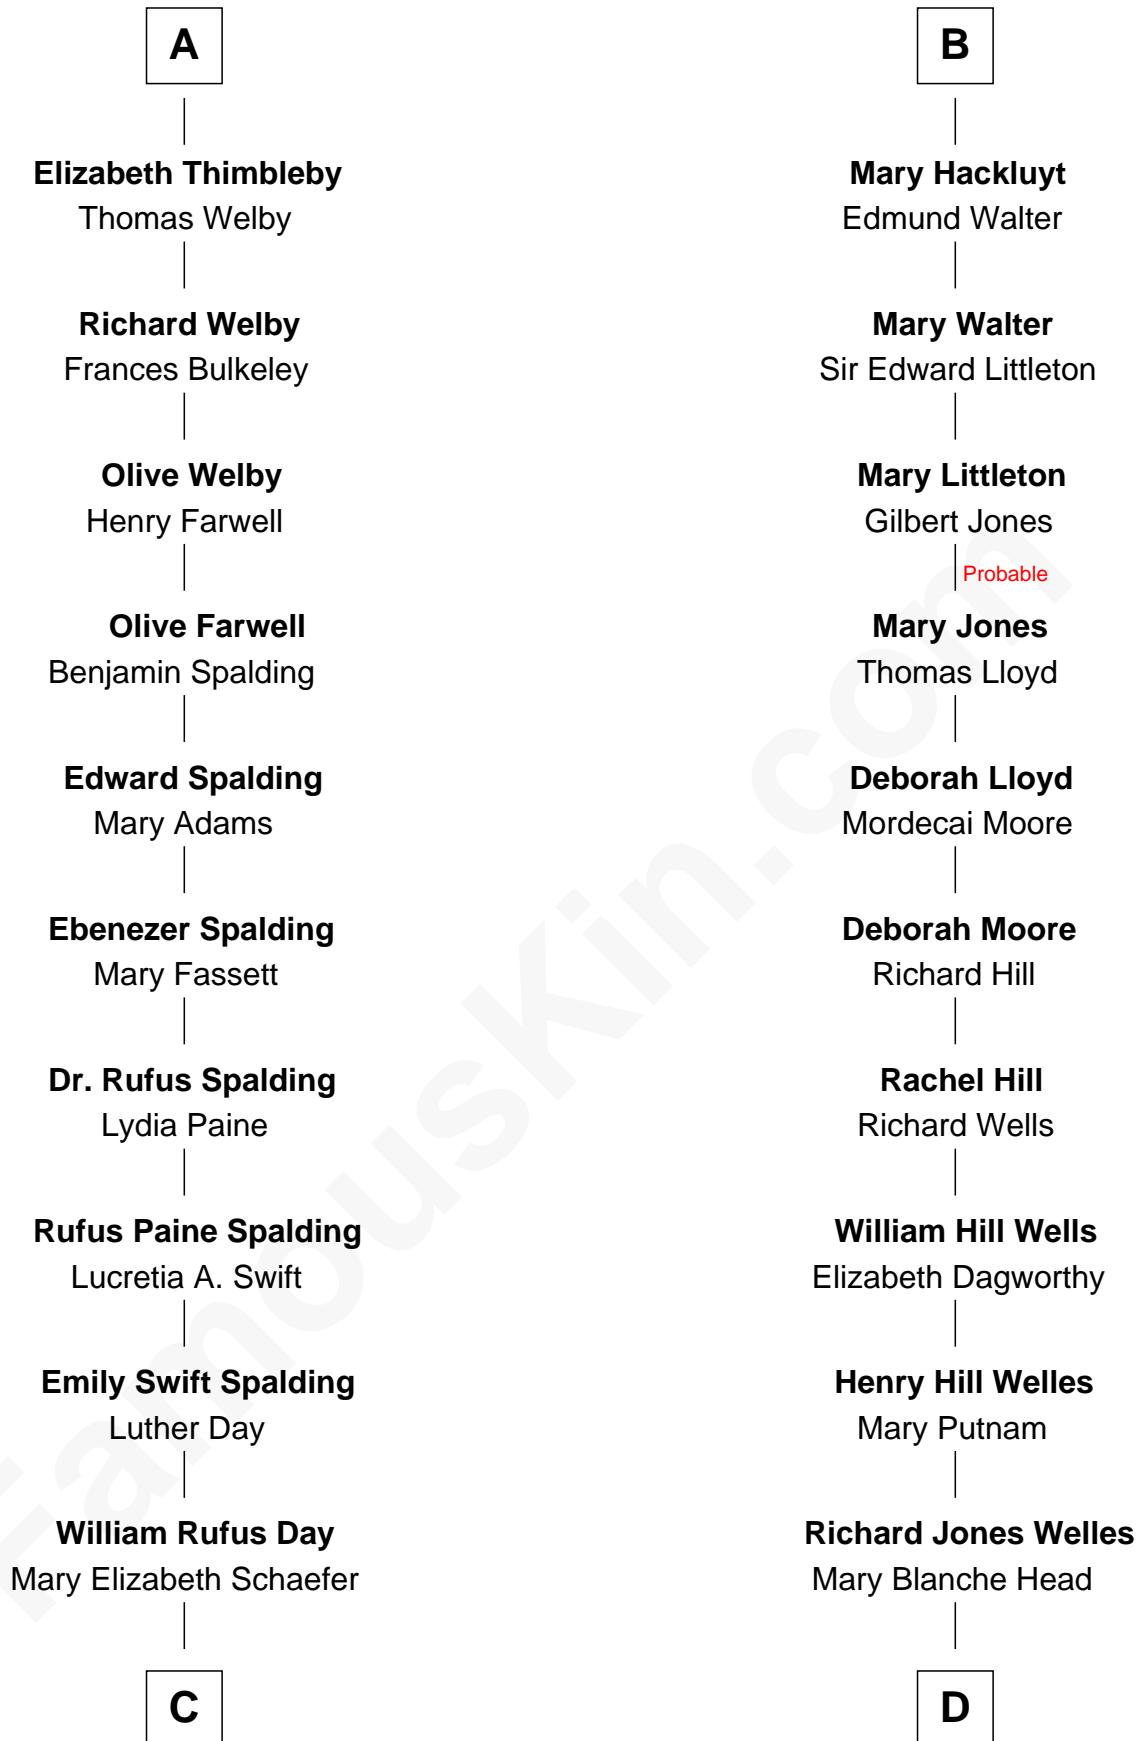 A
Elizabeth Thimbleby
Thomas Welby
Richard Welby
Frances Bulkeley
Olive Welby
Henry Farwell
Olive Farwell
Benjamin Spalding
Edward Spalding
Mary Adams
Ebenezer Spalding
Mary Fassett
Dr. Rufus Spalding
Lydia Paine
Rufus Paine Spalding
Lucretia A. Swift
Emily Swift Spalding
Luther Day
William Rufus Day
Mary Elizabeth Schaefer
C
B
Mary Hackluyt
Edmund Walter
Mary Walter
Sir Edward Littleton
Mary Littleton
Gilbert Jones
Probable
Mary Jones
Thomas Lloyd
Deborah Lloyd
Mordecai Moore
Deborah Moore
Richard Hill
Rachel Hill
Richard Wells
William Hill Wells
Elizabeth Dagworthy
Henry Hill Welles
Mary Putnam
Richard Jones Welles
Mary Blanche Head
D
FamousKin.com